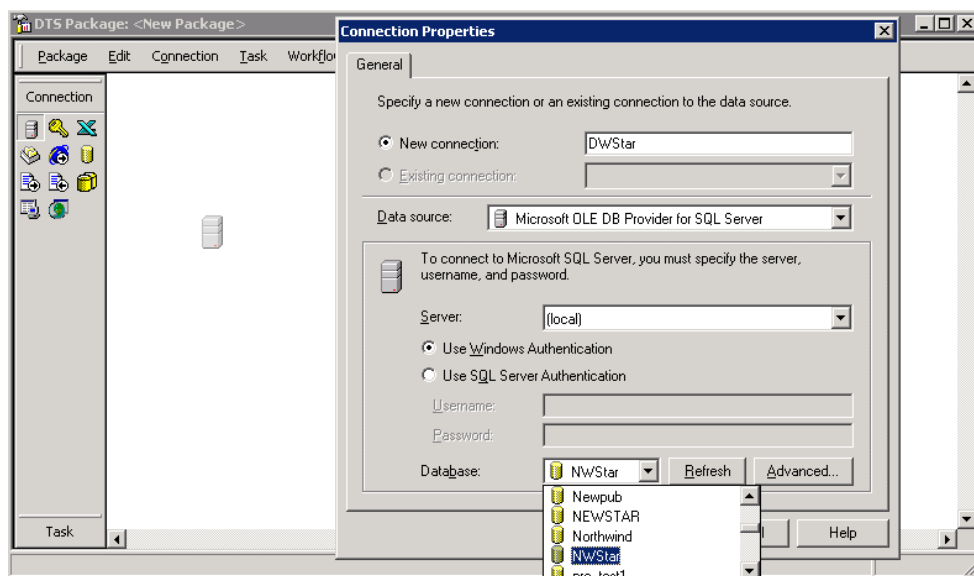 DTS Package: <New Package>
Package Edit Connection Task
Connection
Task
Connection Properties
General
Specify a new connection or an existing connection to the data source.
New connection: DWStar
Existing connection:
Data source: Microsoft OLE DB Provider for SQL Server
To connect to Microsoft SQL Server, you must specify the server,
username, and password.
Server: (local)
Use Windows Authentication
Use SQL Server Authentication
Username:
Password:
Database: NWStar Refresh Advanced...
Newpub
NEWSTAR
Northwind
NWStar
Help